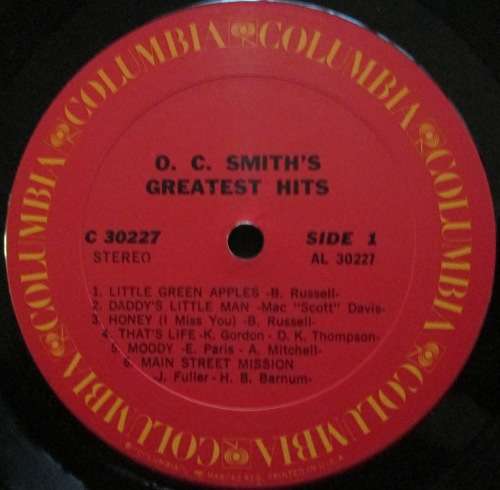 COLUMBIA COLUMBIA COLUMBIA COLUMBIA COLUMBIA COLUMBIA
O. C. SMITH'S
GREATEST HITS
C 30227
STEREO
SIDE 1
AL 30227
1. LITTLE GREEN APPLES -B. Russell-
2. DADDY'S LITTLE MAN -Mac "Scott" Davis-
3. HONEY (I Miss You) -B. Russell-
4. THAT'S LIFE -K. Gordon - D. K. Thompson-
5. MOODY -E. Paris - A. Mitchell-
6. MAIN STREET MISSION
J. Fuller - H. B. Barnum-
PRINTED IN U.S.A.